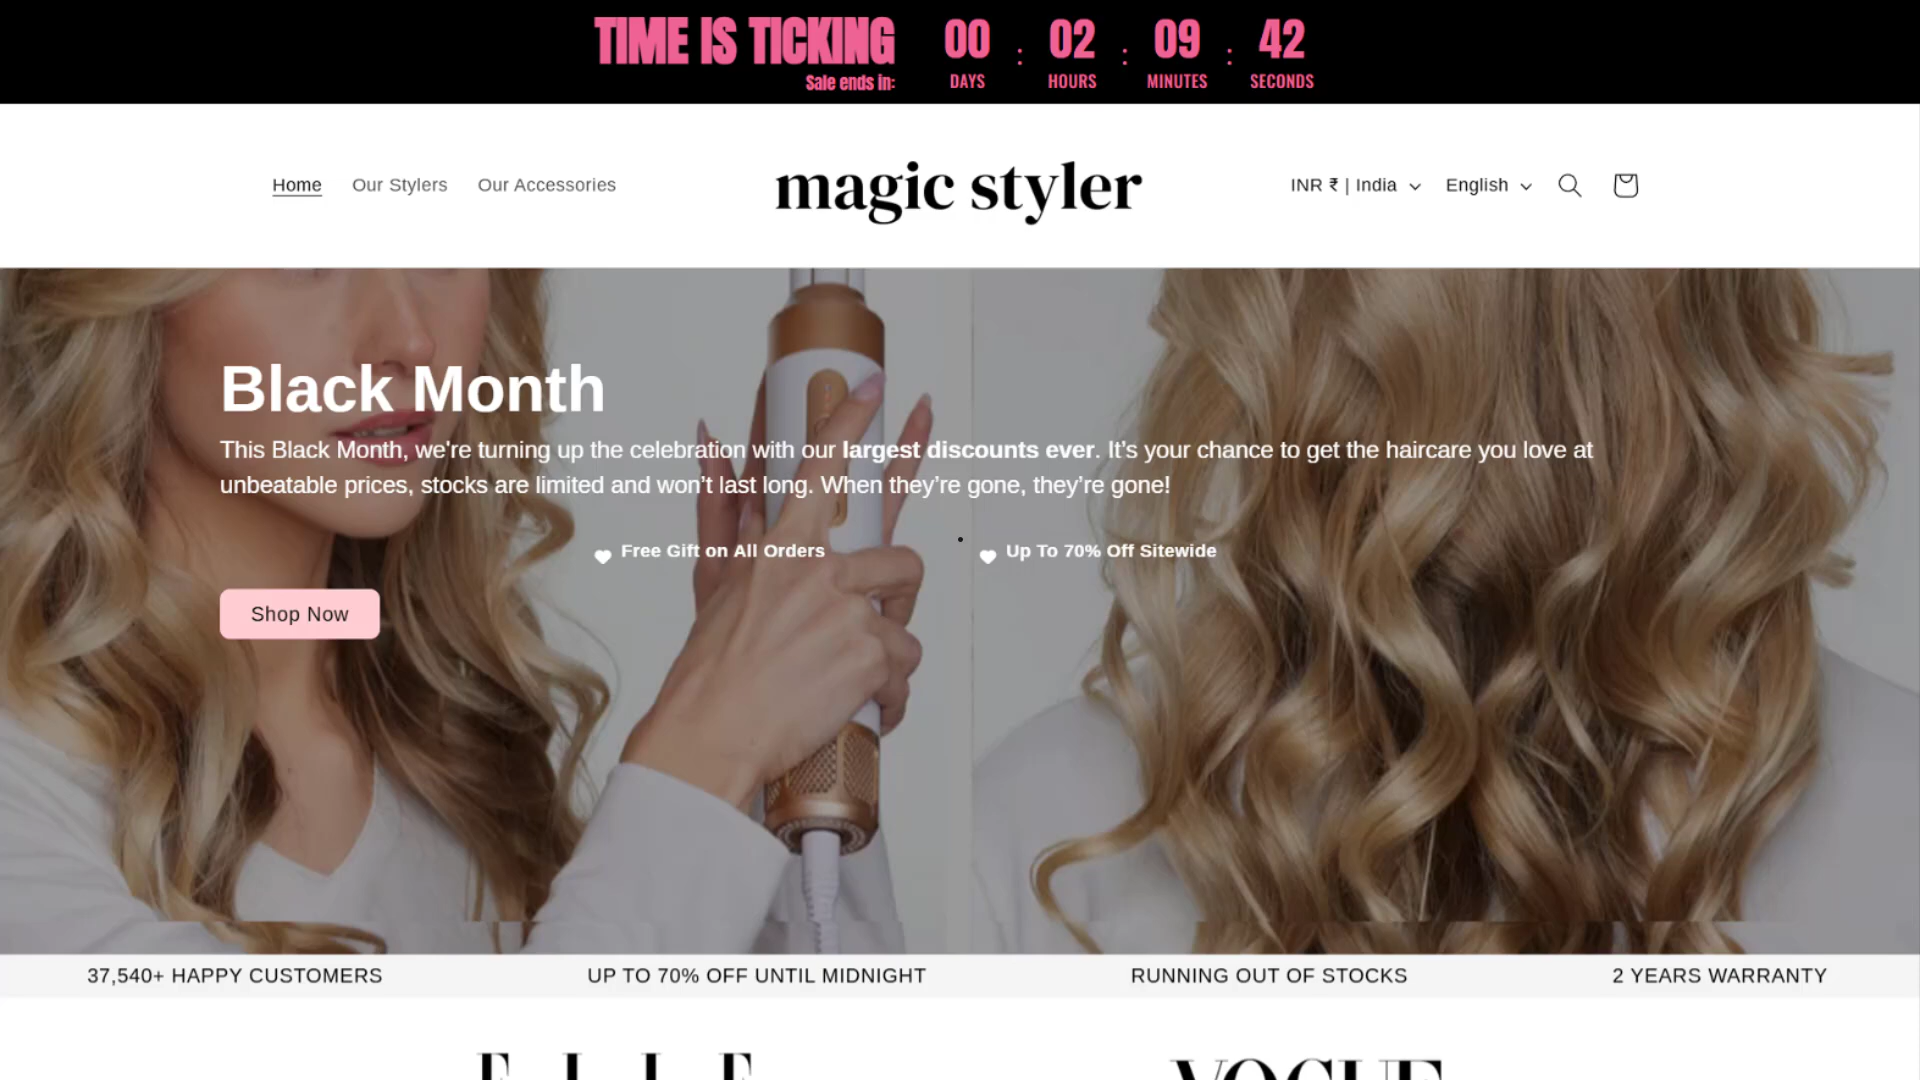 TIME IS TICKING
Sale ends in:
00 : 02 : 09 : 42
DAYS HOURS MINUTES SECONDS
Home Our Stylers Our Accessories
magic styler
INR ₹ | India English
Black Month
This Black Month, we're turning up the celebration with our largest discounts ever. It's your chance to get the haircare you love at
unbeatable prices, stocks are limited and won't last long. When they're gone, they're gone!
Free Gift on All Orders
Up To 70% Off Sitewide
Shop Now
37,540+ HAPPY CUSTOMERS UP TO 70% OFF UNTIL MIDNIGHT RUNNING OUT OF STOCKS 2 YEARS WARRANTY
ELLE VOGUE